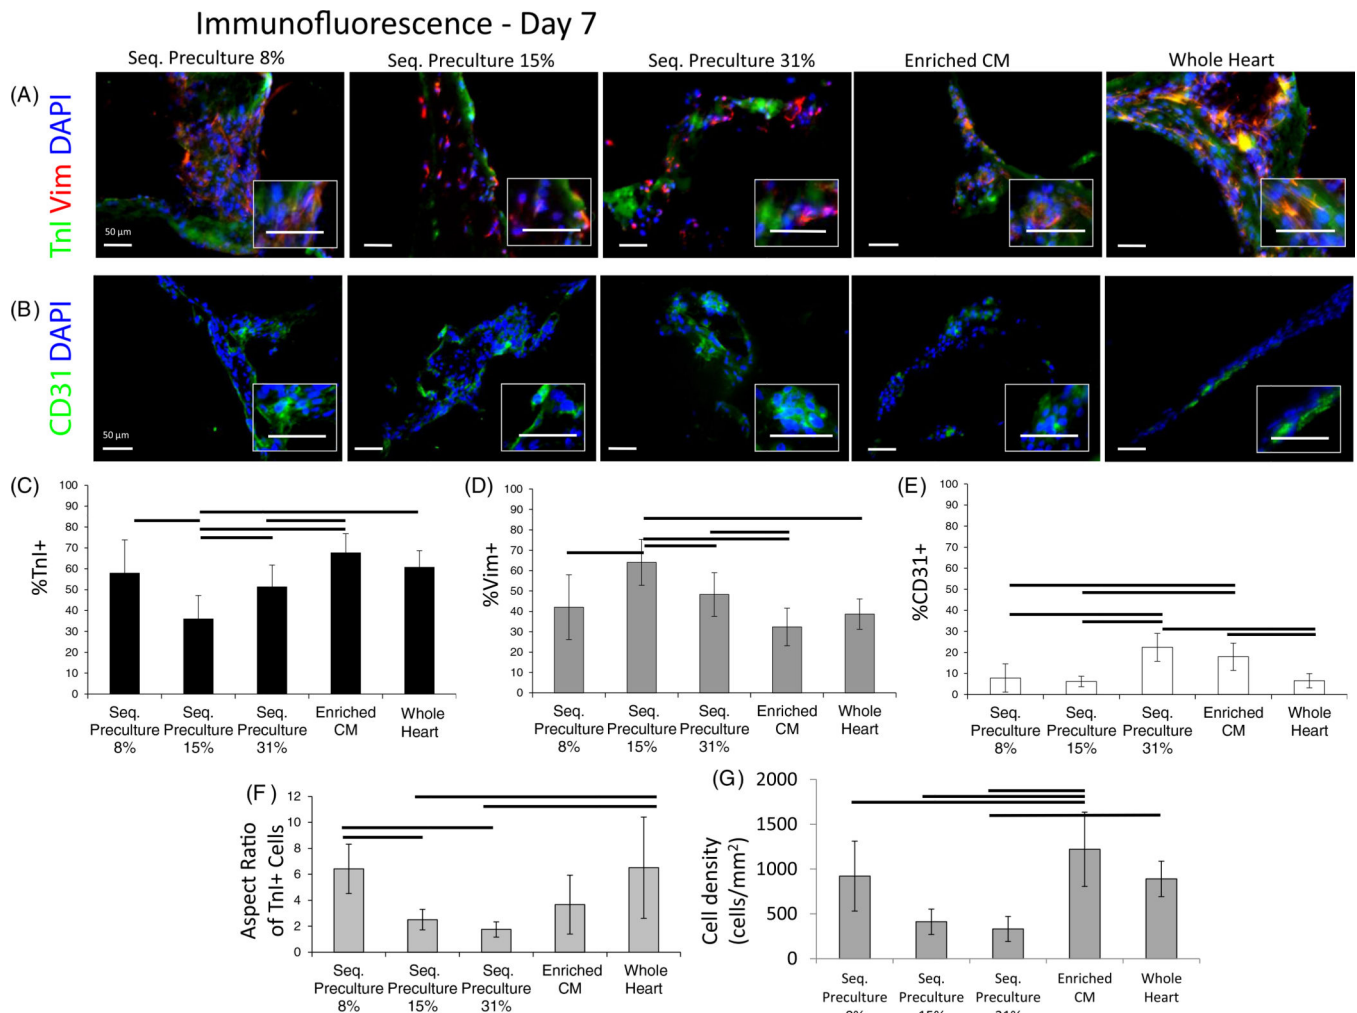 Immunofluorescence - Day 7
Seq. Preculture 8%
Seq. Preculture 15%
Seq. Preculture 31%
Enriched CM
Whole Heart
(A)
TnI Vim DAPI
50 µm
(B)
CD31 DAPI
50 µm
(C)
%TnI+
100
90
80
70
60
50
40
30
20
10
0
Seq. Preculture 8%
Seq. Preculture 15%
Seq. Preculture 31%
Enriched CM
Whole Heart
(D)
%Vim+
100
90
80
70
60
50
40
30
20
10
0
Seq. Preculture 8%
Seq. Preculture 15%
Seq. Preculture 31%
Enriched CM
Whole Heart
(E)
%CD31+
100
90
80
70
60
50
40
30
20
10
0
Seq. Preculture 8%
Seq. Preculture 15%
Seq. Preculture 31%
Enriched CM
Whole Heart
(F)
Aspect Ratio
of TnI+ Cells
12
10
8
6
4
2
0
Seq. Preculture 8%
Seq. Preculture 15%
Seq. Preculture 31%
Enriched CM
Whole Heart
(G)
Cell density
(cells/mm²)
2000
1500
1000
500
0
Seq. Preculture
Seq. Preculture
Seq. Preculture
Enriched CM
Whole Heart